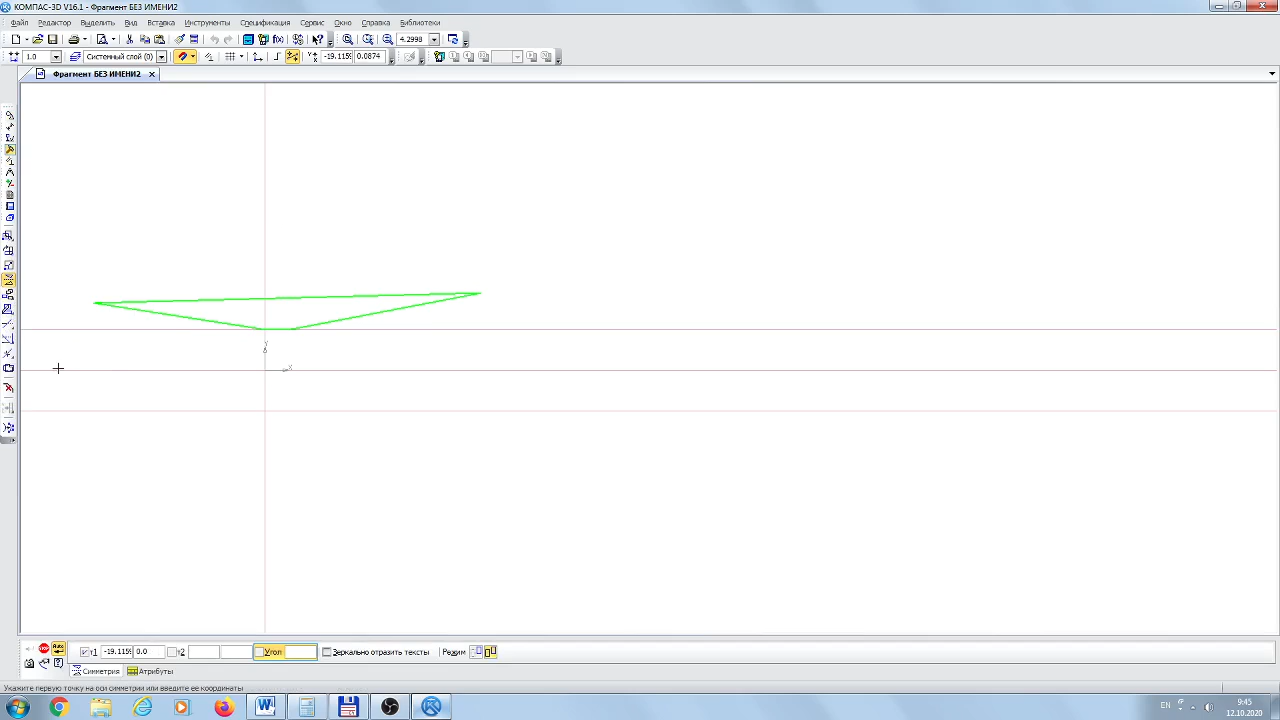 КОМПАС-3D V16.1 - Фрагмент БЕЗ ИМЕНИ2
Файл Редактор Выделить Вид Вставка Инструменты Спецификация Сервис Окно Справка Библиотеки
f(x) 4.2998
1.0 Системный слой (0) -19.1159 0.0874
Фрагмент БЕЗ ИМЕНИ2
Y
X
т1 -19.1159 0.0 т2 Угол Зеркально отразить тексты Режим
Симметрия Атрибуты
Укажите первую точку на оси симметрии или введите ее координаты
EN 9:45
12.10.2020